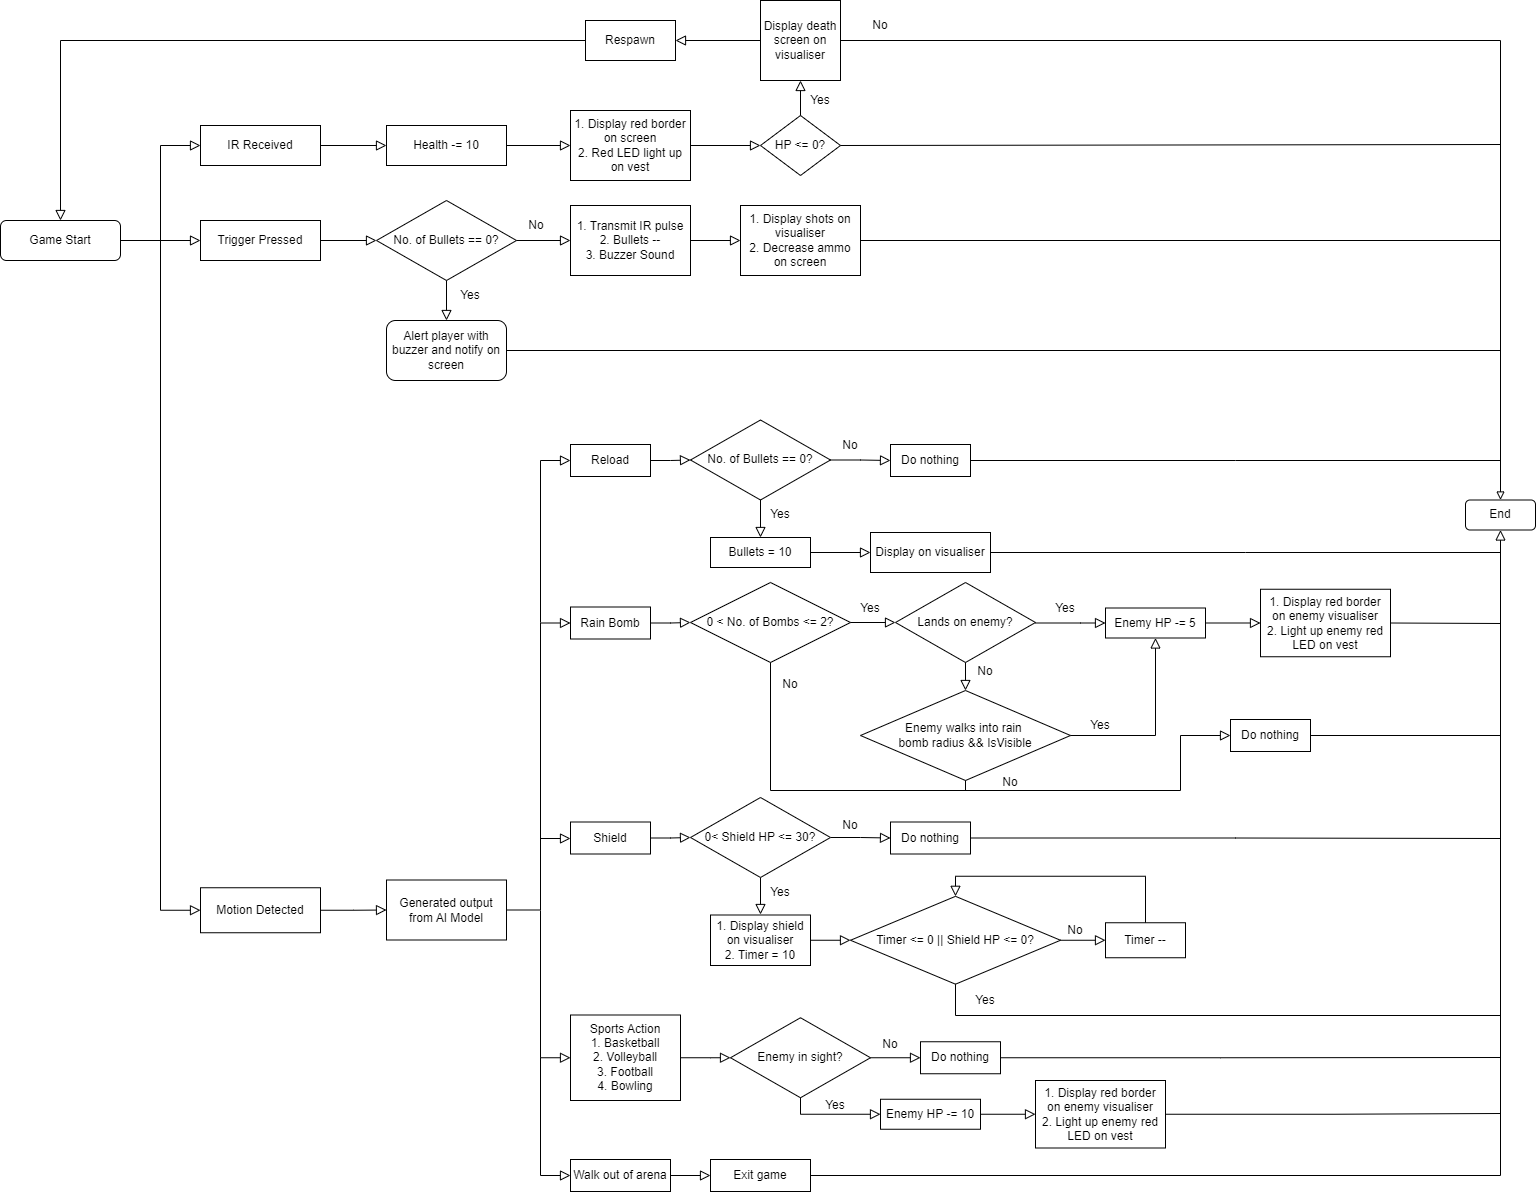 Respawn
Display death
screen on
visualiser
No
Yes
IR Received
Health -= 10
1. Display red border
on screen
2. Red LED light up
on vest
HP <= 0?
Game Start
Trigger Pressed
No. of Bullets == 0?
No
1. Transmit IR pulse
2. Bullets --
3. Buzzer Sound
1. Display shots on
visualiser
2. Decrease ammo
on screen
Yes
Alert player with
buzzer and notify on
screen
Reload
No. of Bullets == 0?
No
Do nothing
Yes
Bullets = 10
Display on visualiser
End
Rain Bomb
0 < No. of Bombs <= 2?
Yes
Lands on enemy?
Yes
Enemy HP -= 5
1. Display red border
on enemy visualiser
2. Light up enemy red
LED on vest
No
No
Enemy walks into rain
bomb radius && IsVisible
Yes
Do nothing
No
Shield
0< Shield HP <= 30?
No
Do nothing
Yes
Motion Detected
Generated output
from AI Model
1. Display shield
on visualiser
2. Timer = 10
Timer <= 0 || Shield HP <= 0?
No
Timer --
Yes
Sports Action
1. Basketball
2. Volleyball
3. Football
4. Bowling
Enemy in sight?
No
Do nothing
Yes
Enemy HP -= 10
1. Display red border
on enemy visualiser
2. Light up enemy red
LED on vest
Walk out of arena
Exit game